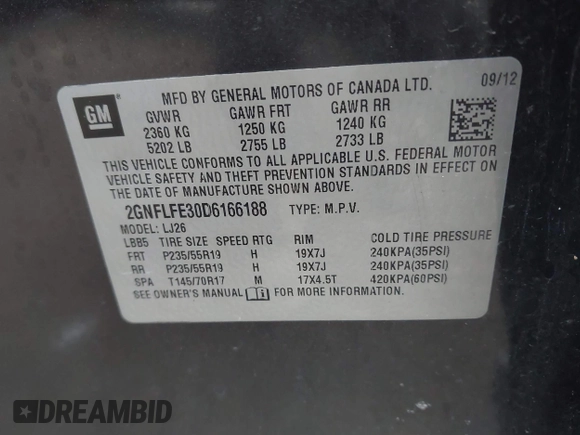 MFD BY GENERAL MOTORS OF CANADA LTD. 09/12
GM
GVWR GAWR FRT GAWR RR
2360 KG 1250 KG 1240 KG
5202 LB 2755 LB 2733 LB
THIS VEHICLE CONFORMS TO ALL APPLICABLE U.S. FEDERAL MOTOR
VEHICLE SAFETY AND THEFT PREVENTION STANDARDS IN EFFECT ON
THE DATE OF MANUFACTURE SHOWN ABOVE.
2GNFLFE30D6166188 TYPE: M.P.V.
MODEL: LJ26
LBB5 TIRE SIZE SPEED RTG RIM COLD TIRE PRESSURE
FRT P235/55R19 H 19X7J 240KPA(35PSI)
RR P235/55R19 H 19X7J 240KPA(35PSI)
SPA T145/70R17 M 17X4.5T 420KPA(60PSI)
SEE OWNER'S MANUAL FOR MORE INFORMATION.
DREAMBID